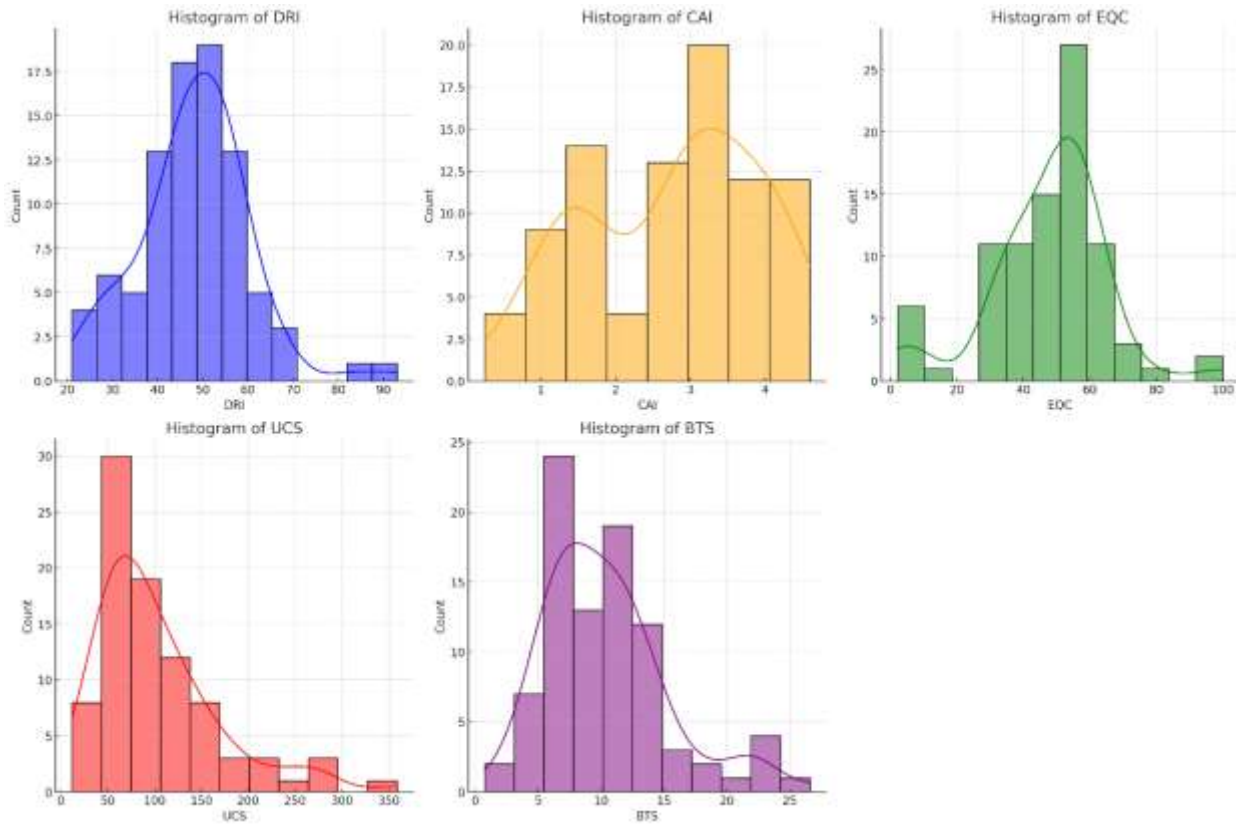 Histogram of DRI
17.5
15.0
12.5
10.0
7.5
5.0
2.5
0.0
Count
20 30 40 50 60 70 80 90
DRI
Histogram of CAI
20.0
17.5
15.0
12.5
10.0
7.5
5.0
2.5
0.0
Count
1 2 3 4
CAI
Histogram of EQC
25
20
15
10
5
0
Count
0 20 40 60 80 100
EQC
Histogram of UCS
30
25
20
15
10
5
0
Count
0 50 100 150 200 250 300 350
UCS
Histogram of BTS
25
20
15
10
5
0
Count
0 5 10 15 20 25
BTS